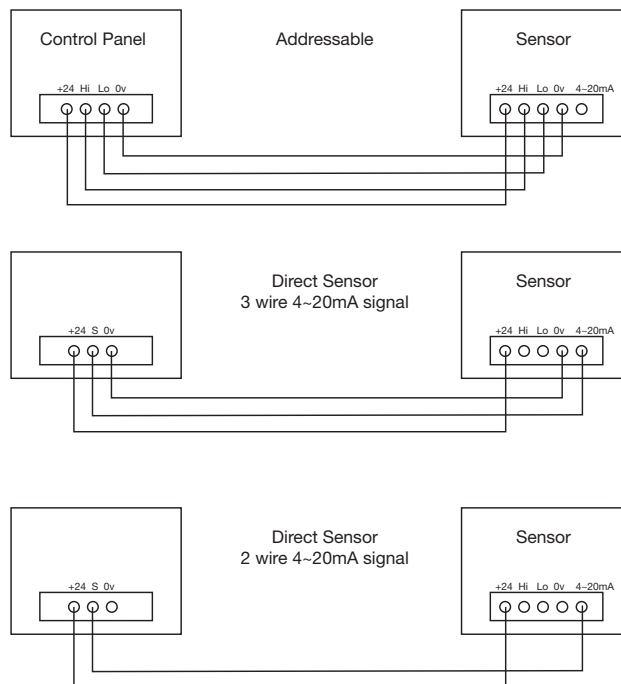 Control Panel
Addressable
Sensor
+24 Hi Lo 0v
+24 Hi Lo 0v 4~20mA
Direct Sensor
3 wire 4~20mA signal
Sensor
+24 S 0v
+24 Hi Lo 0v 4~20mA
Direct Sensor
2 wire 4~20mA signal
Sensor
+24 S 0v
+24 Hi Lo 0v 4~20mA